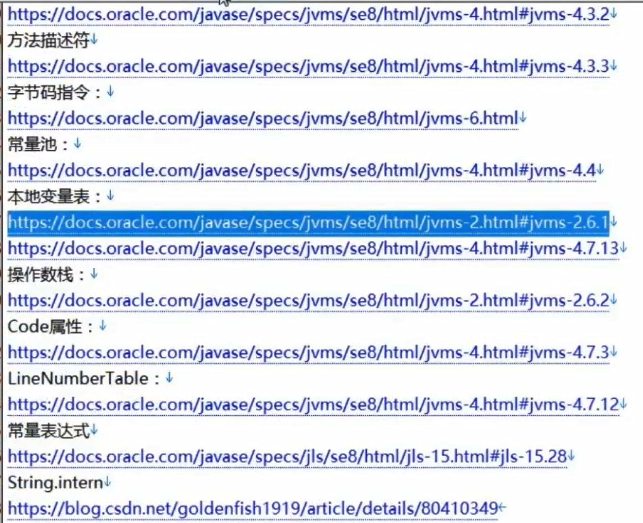 https://docs.oracle.com/javase/specs/jvms/se8/html/jvms-4.html#jvms-4.3.2
方法描述符
https://docs.oracle.com/javase/specs/jvms/se8/html/jvms-4.html#jvms-4.3.3
字节码指令：
https://docs.oracle.com/javase/specs/jvms/se8/html/jvms-6.html
常量池：
https://docs.oracle.com/javase/specs/jvms/se8/html/jvms-4.html#jvms-4.4
本地变量表：
https://docs.oracle.com/javase/specs/jvms/se8/html/jvms-2.html#jvms-2.6.1
https://docs.oracle.com/javase/specs/jvms/se8/html/jvms-4.html#jvms-4.7.13
操作数栈：
https://docs.oracle.com/javase/specs/jvms/se8/html/jvms-2.html#jvms-2.6.2
Code属性：
https://docs.oracle.com/javase/specs/jvms/se8/html/jvms-4.html#jvms-4.7.3
LineNumberTable：
https://docs.oracle.com/javase/specs/jvms/se8/html/jvms-4.html#jvms-4.7.12
常量表达式
https://docs.oracle.com/javase/specs/jls/se8/html/jls-15.html#jls-15.28
String.intern
https://blog.csdn.net/goldenfish1919/article/details/80410349